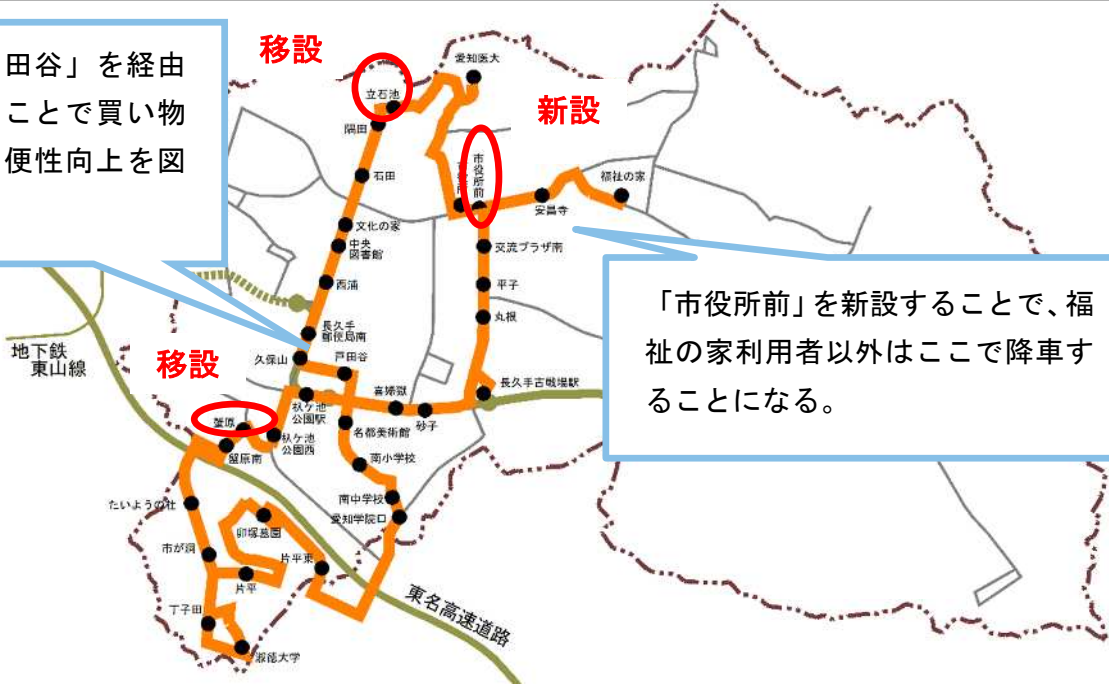 田谷」を経由
ことで買い物
便性向上を図
移設
愛知医大
立石池
新設
隅田
市役所前
石田
福祉の家
安昌寺
文化の家
中央
図書館
交流プラザ南
西浦
平子
丸根
長久手
郵便局南
「市役所前」を新設することで、福
祉の家利用者以外はここで降車す
ることになる。
地下鉄
東山線
移設
久保山
戸田谷
喜婦嶽
長久手古戦場駅
杁ケ池
公園駅
砂子
蟹原
杁ケ池
公園西
名都美術館
蟹原南
南小学校
たいようの杜
南中学校
愛知学院口
卯塚墓園
市が洞
片平東
片平
東名高速道路
丁子田
淑徳大学